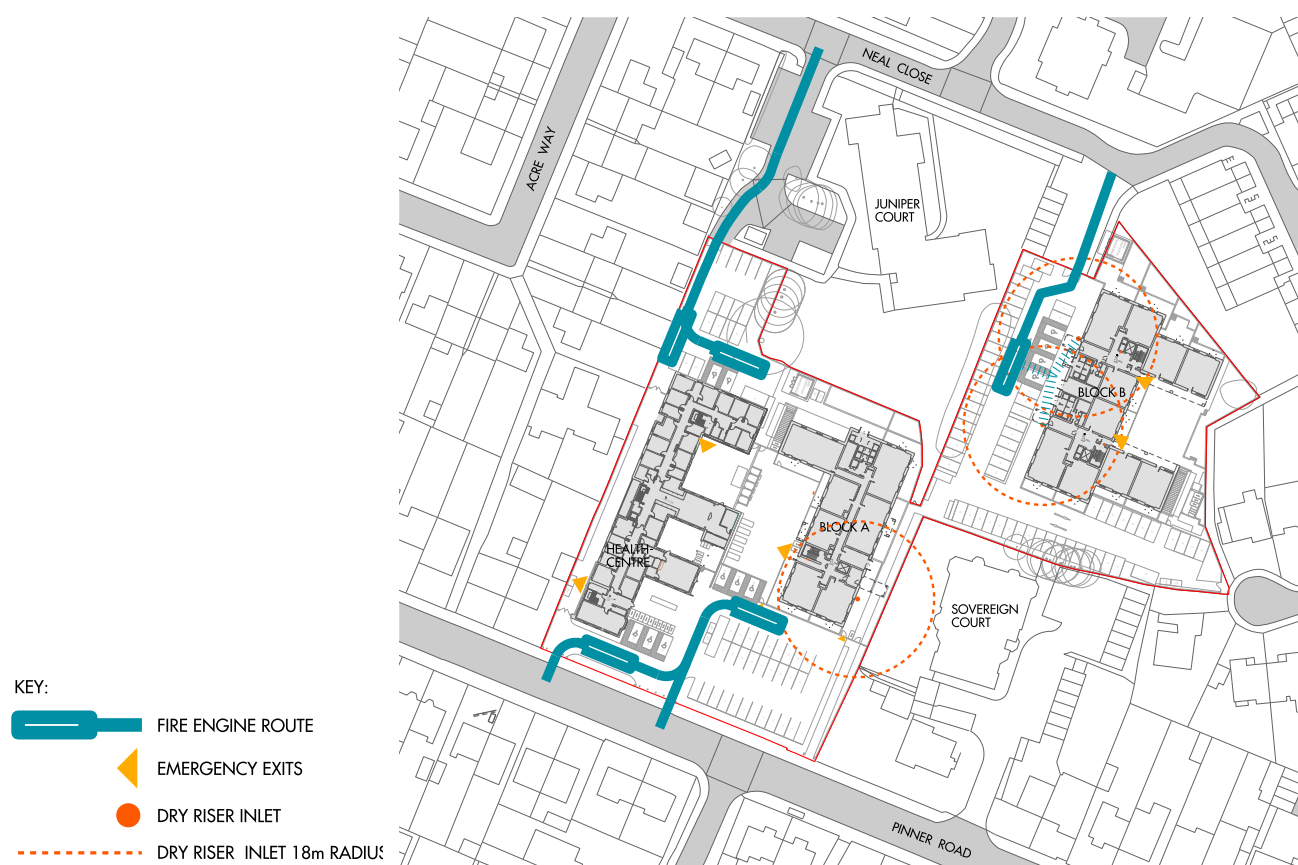 NEAL CLOSE
ACRE WAY
JUNIPER
COURT
BLOCK B
BLOCK A
HEALTH-
CENTRE
SOVEREIGN
COURT
PINNER ROAD
KEY:
FIRE ENGINE ROUTE
EMERGENCY EXITS
DRY RISER INLET
DRY RISER INLET 18m RADIUS